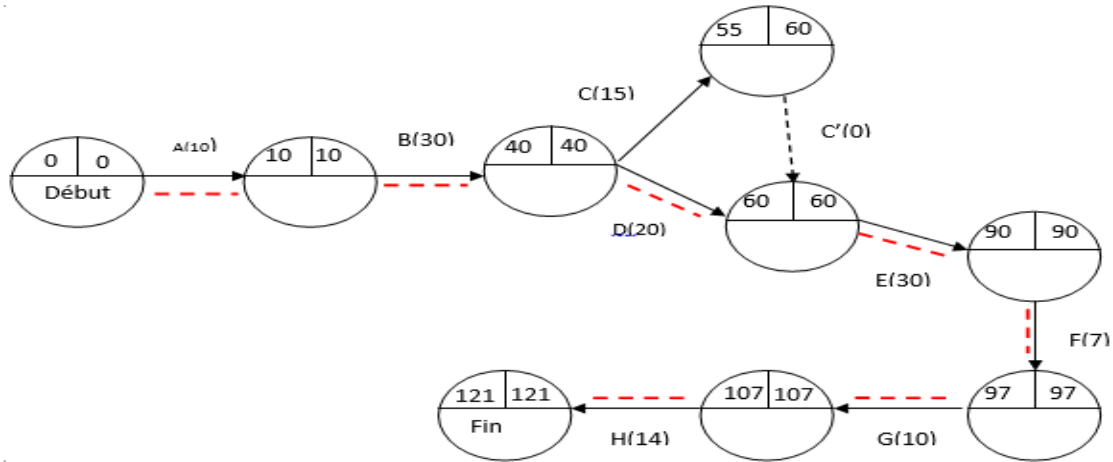 55 60
C(15)
C'(0)
A(10)
B(30)
40 40
0 0
Début
10 10
60 60
D(20)
90 90
E(30)
F(7)
121 121
Fin
107 107
97 97
H(14)
G(10)